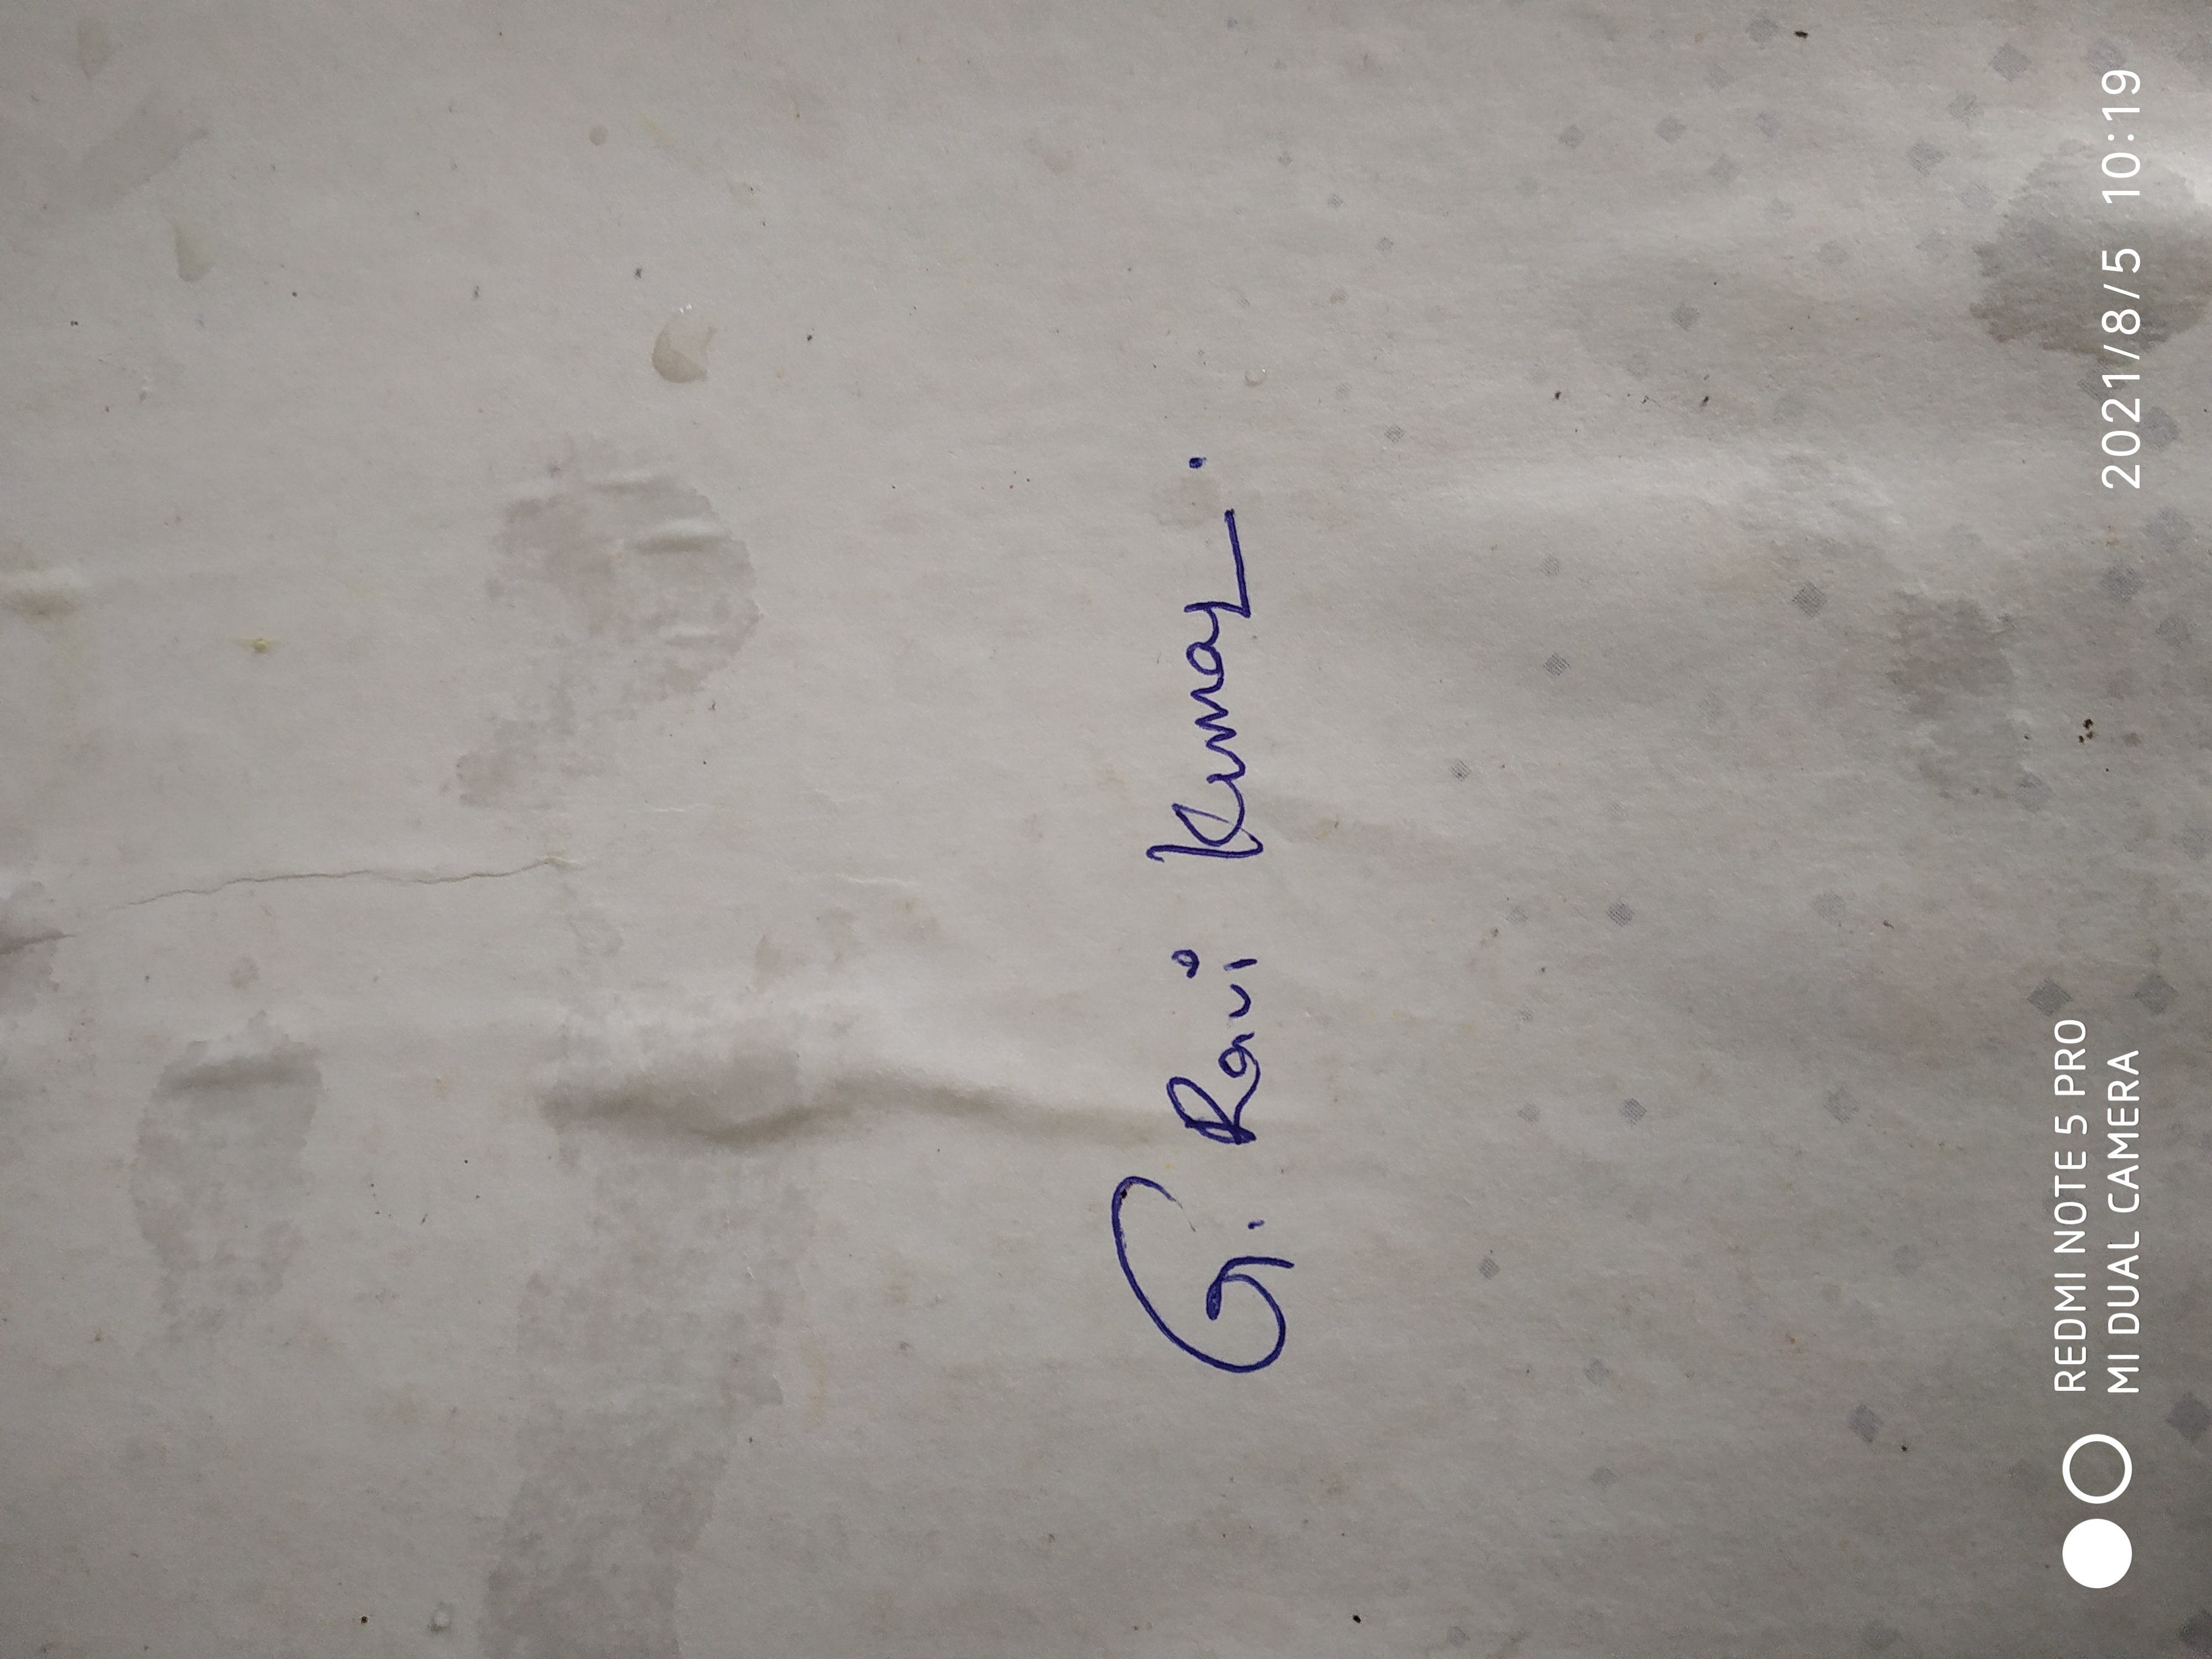 G. Ravi Kumar.
REDMI NOTE 5 PRO
MI DUAL CAMERA
2021/8/5 10:19